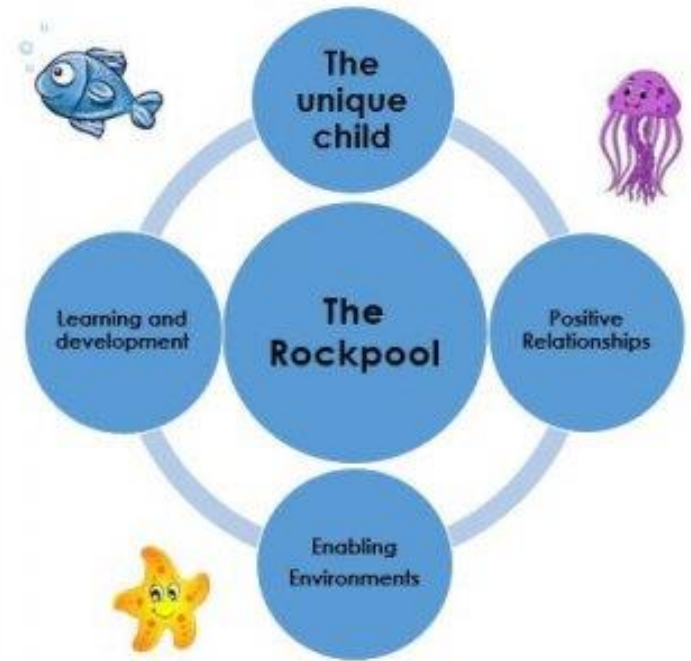 The
unique
child
Learning and
development
The
Rockpool
Positive
Relationships
Enabling
Environments